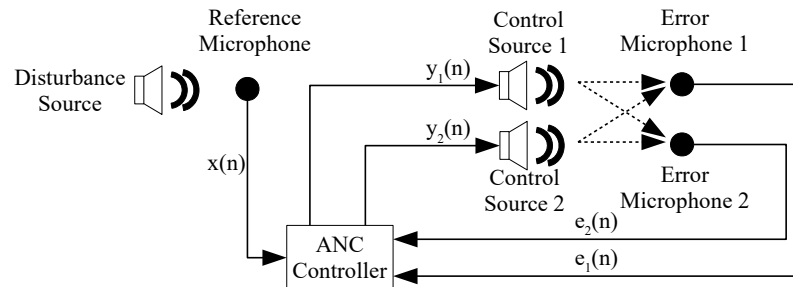 Reference
Microphone
Control
Source 1
Error
Microphone 1
Disturbance
Source
y₁(n)
y₂(n)
x(n)
Control
Source 2
Error
Microphone 2
ANC
Controller
e₂(n)
e₁(n)